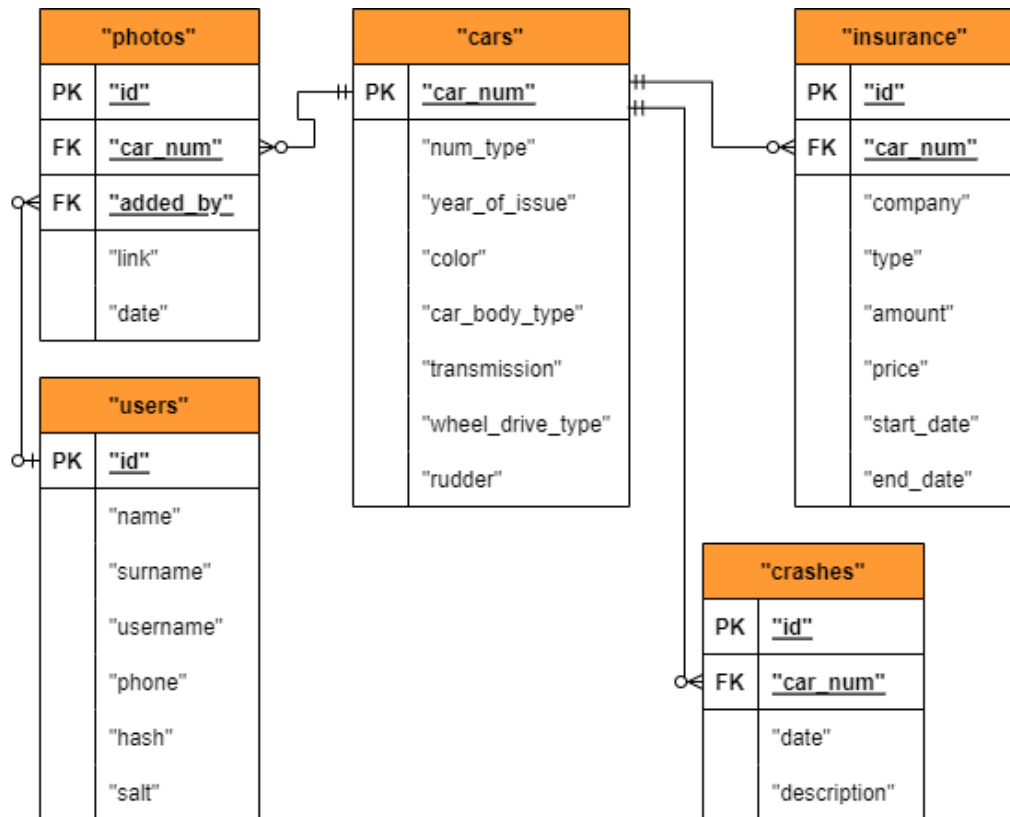 "photos"
PK "id"
FK "car_num"
FK "added_by"
"link"
"date"
"cars"
PK "car_num"
"num_type"
"year_of_issue"
"color"
"car_body_type"
"transmission"
"wheel_drive_type"
"rudder"
"insurance"
PK "id"
FK "car_num"
"company"
"type"
"amount"
"price"
"start_date"
"end_date"
"users"
PK "id"
"name"
"surname"
"username"
"phone"
"hash"
"salt"
"crashes"
PK "id"
FK "car_num"
"date"
"description"